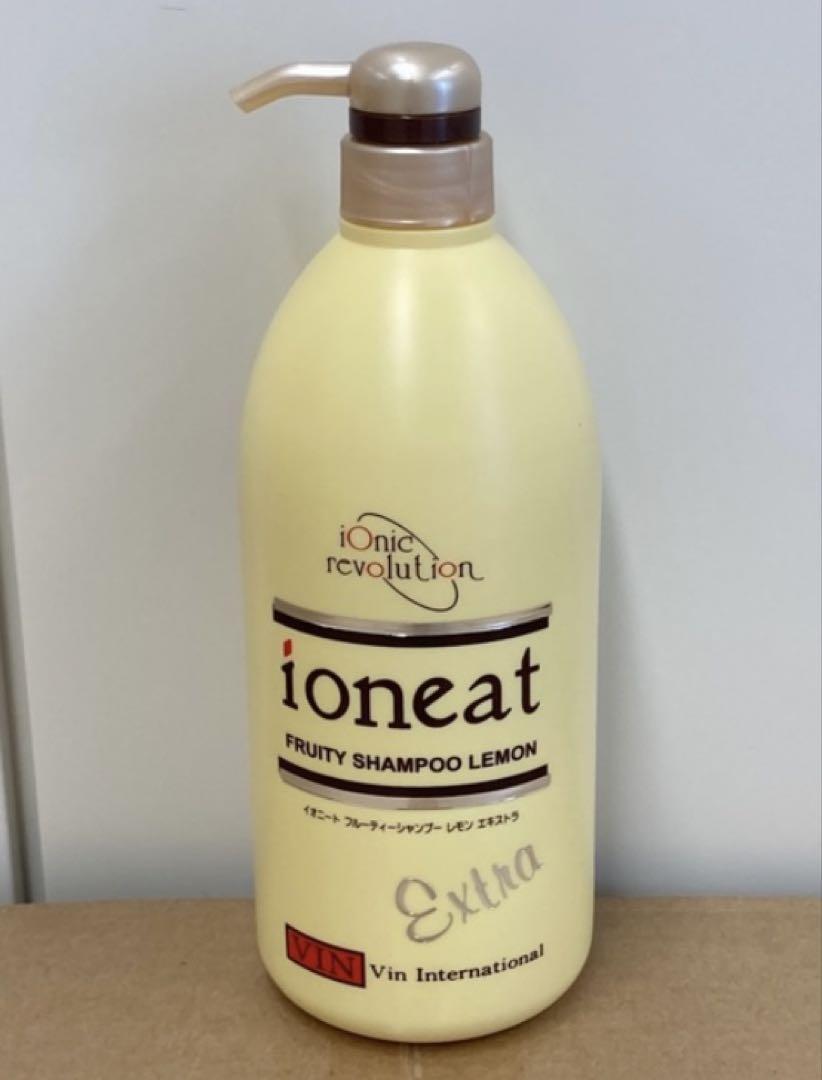 iOnic
revolution
ioneat
FRUITY SHAMPOO LEMON
イオニート フルーティーシャンプー レモン エキストラ
Extra
VIN Vin International